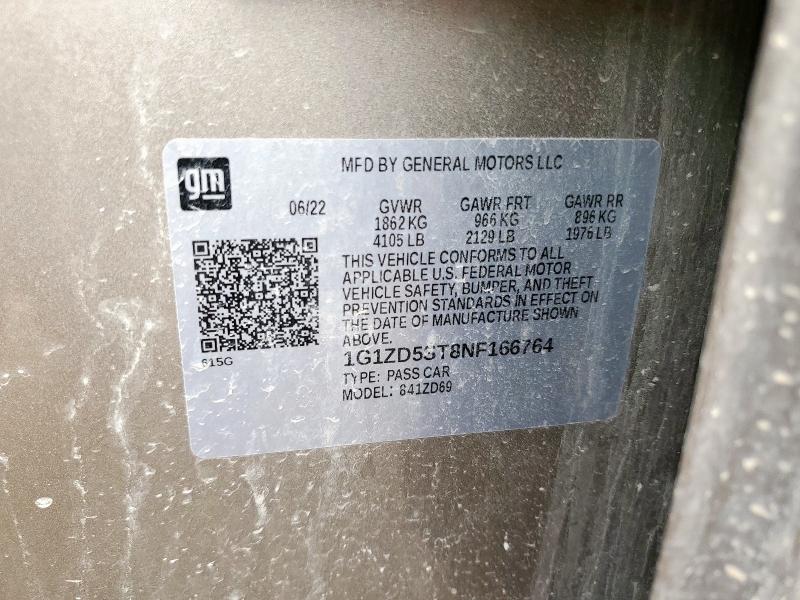 gm
MFD BY GENERAL MOTORS LLC
06/22 GVWR GAWR FRT GAWR RR
1862 KG 966 KG 896 KG
4105 LB 2129 LB 1976 LB
THIS VEHICLE CONFORMS TO ALL
APPLICABLE U.S. FEDERAL MOTOR
VEHICLE SAFETY, BUMPER, AND THEFT
PREVENTION STANDARDS IN EFFECT ON
THE DATE OF MANUFACTURE SHOWN
ABOVE.
615G
1G1ZD5ST8NF166764
TYPE: PASS CAR
MODEL: 841ZD69